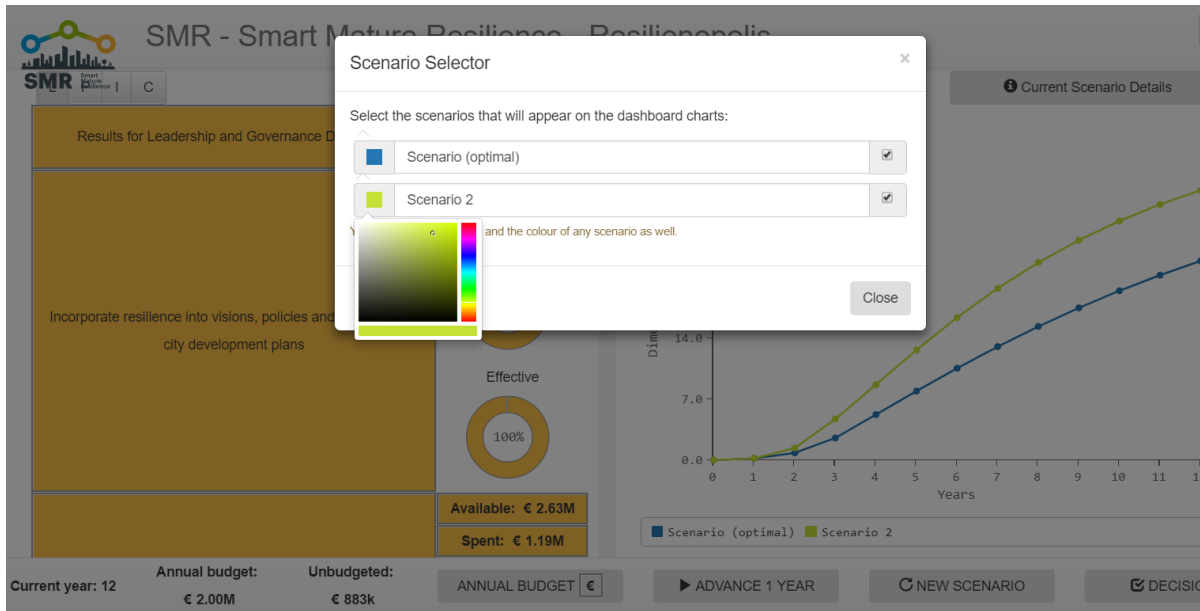 SMR - Smart Mature Resilience - Resilienopolis
SMR Smart Mature Resilience
L P I C
Scenario Selector ×
Current Scenario Details
Select the scenarios that will appear on the dashboard charts:
Results for Leadership and Governance D
Scenario (optimal)
Scenario 2
Y
and the colour of any scenario as well.
Close
Incorporate resilience into visions, policies and
city development plans
Effective
100%
Dime
14.0
7.0
0.0
0 1 2 3 4 5 6 7 8 9 10 11 1
Years
Available: € 2.63M
Spent: € 1.19M
Scenario (optimal) Scenario 2
Current year: 12
Annual budget:
€ 2.00M
Unbudgeted:
€ 883k
ANNUAL BUDGET €
ADVANCE 1 YEAR
NEW SCENARIO
DECISIO